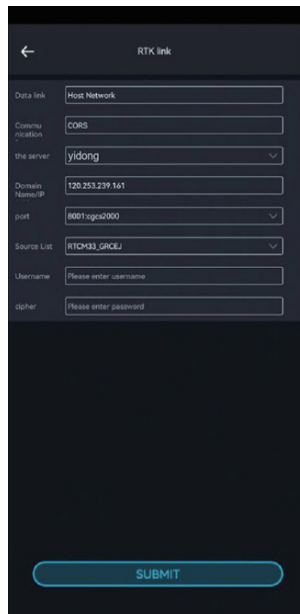 RTK link
Data link
Host Network
Commu
nication
CORS
the server
yidong
Domain
Name/IP
120.253.239.161
port
8001:cgcs2000
Source List
RTCM33_GRCEJ
Username
Please enter username
cipher
Please enter password
SUBMIT